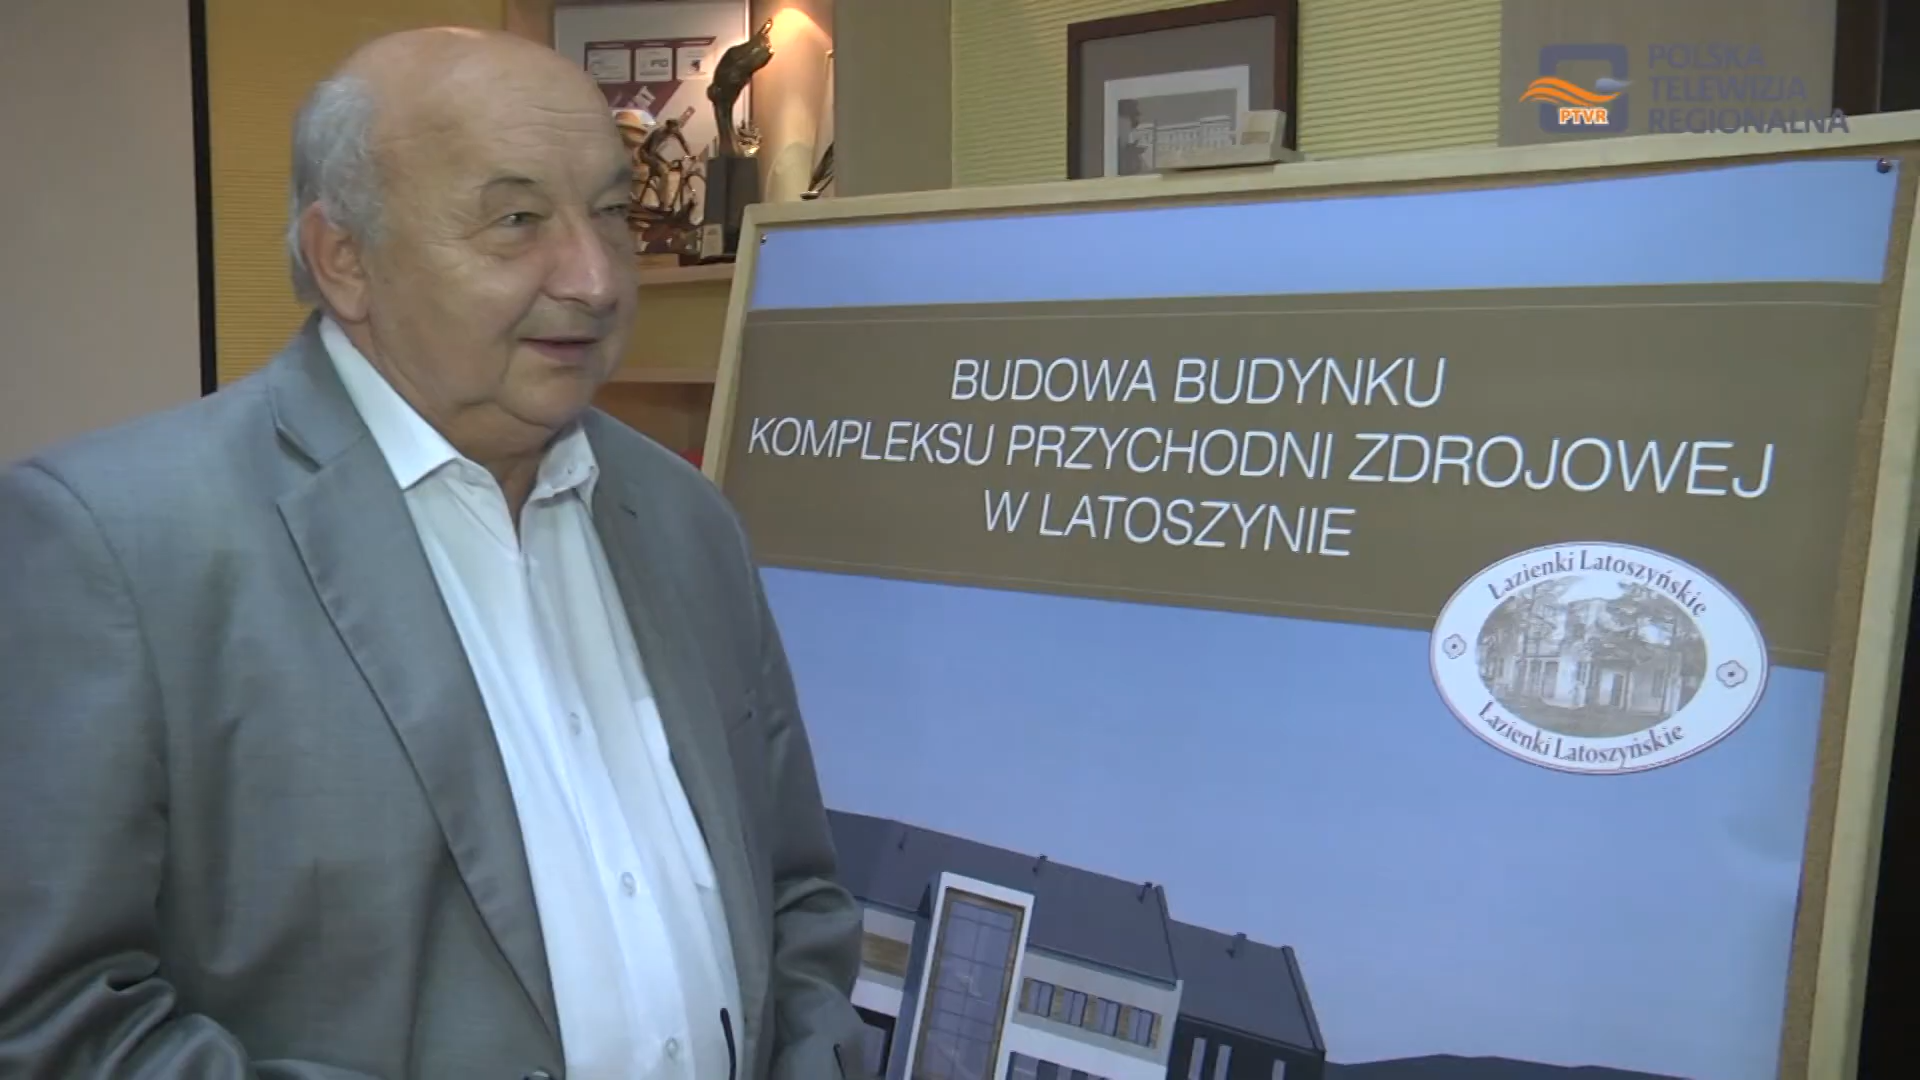 POLSKA
TELEWIZJA
REGIONALNA
PTVR
BUDOWA BUDYNKU
KOMPLEKSU PRZYCHODNI ZDROJOWEJ
W LATOSZYNIE
Łazienki Latoszyńskie
Łazienki Latoszyńskie